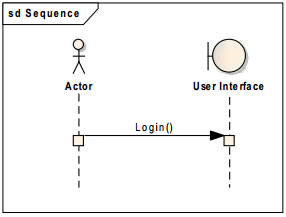 sd Sequence
Actor
User Interface
Login()